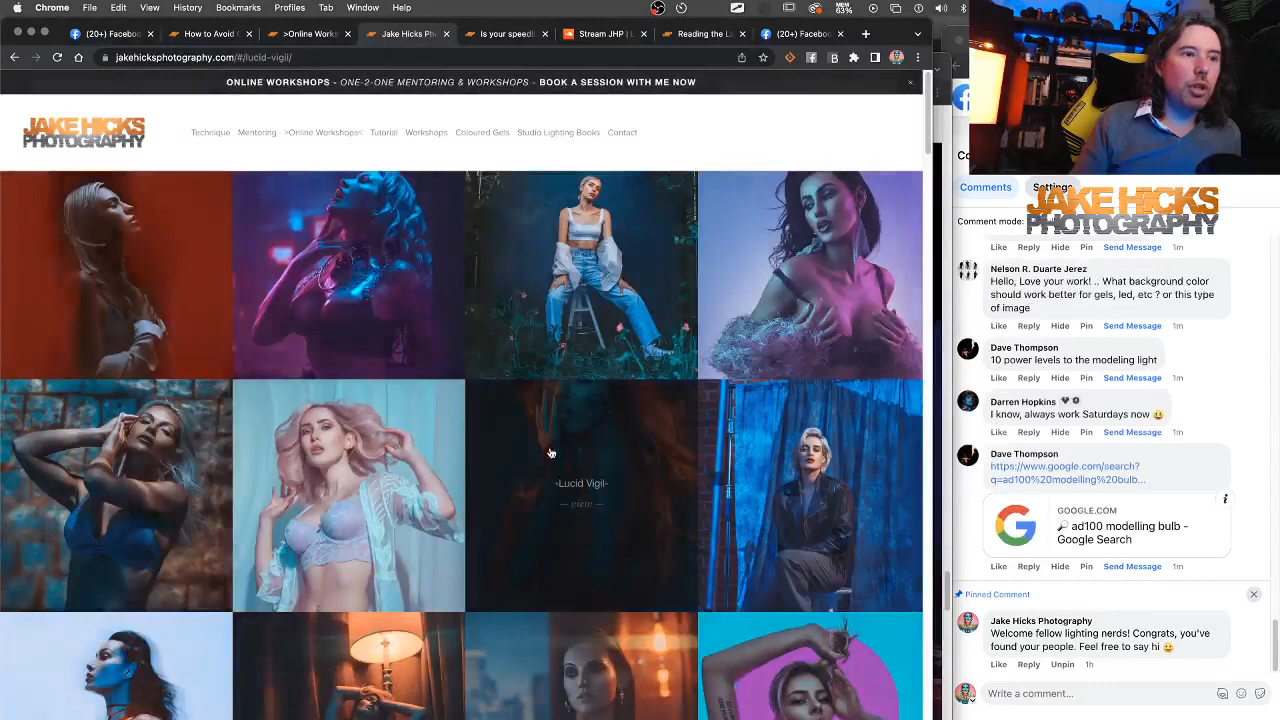 Chrome File Edit View History Bookmarks Profiles Tab Window Help
53%
(20+) Faceboo
How to Avoid
>Online Works
Jake Hicks Ph
Is your speedl
Stream JHP | L
Reading the Li
(20+) Faceboo
jakehicksphotography.com/#/lucid-vigil/
ONLINE WORKSHOPS - ONE-2-ONE MENTORING & WORKSHOPS - BOOK A SESSION WITH ME NOW
JAKE HICKS
PHOTOGRAPHY
Technique Mentoring >Online Workshops< Tutorial Workshops Coloured Gels Studio Lighting Books Contact
-Lucid Vigil-
— view —
Co
Comments
Settings
JAKE HICKS
PHOTOGRAPHY
Comment mode:
Like Reply Hide Pin Send Message 1m
Nelson R. Duarte Jerez
Hello, Love your work! .. What background color
should work better for gels, led, etc ? or this type
of image
Like Reply Hide Pin Send Message 1m
Dave Thompson
10 power levels to the modeling light
Like Reply Hide Pin Send Message 1m
Darren Hopkins
I know, always work Saturdays now 😃
Like Reply Hide Pin Send Message 1m
Dave Thompson
https://www.google.com/search?
q=ad100%20modelling%20bulb...
GOOGLE.COM
🔎 ad100 modelling bulb -
Google Search
Like Reply Hide Pin Send Message 1m
Pinned Comment
Jake Hicks Photography
Welcome fellow lighting nerds! Congrats, you've
found your people. Feel free to say hi 😃
Like Reply Unpin 1h
Write a comment...